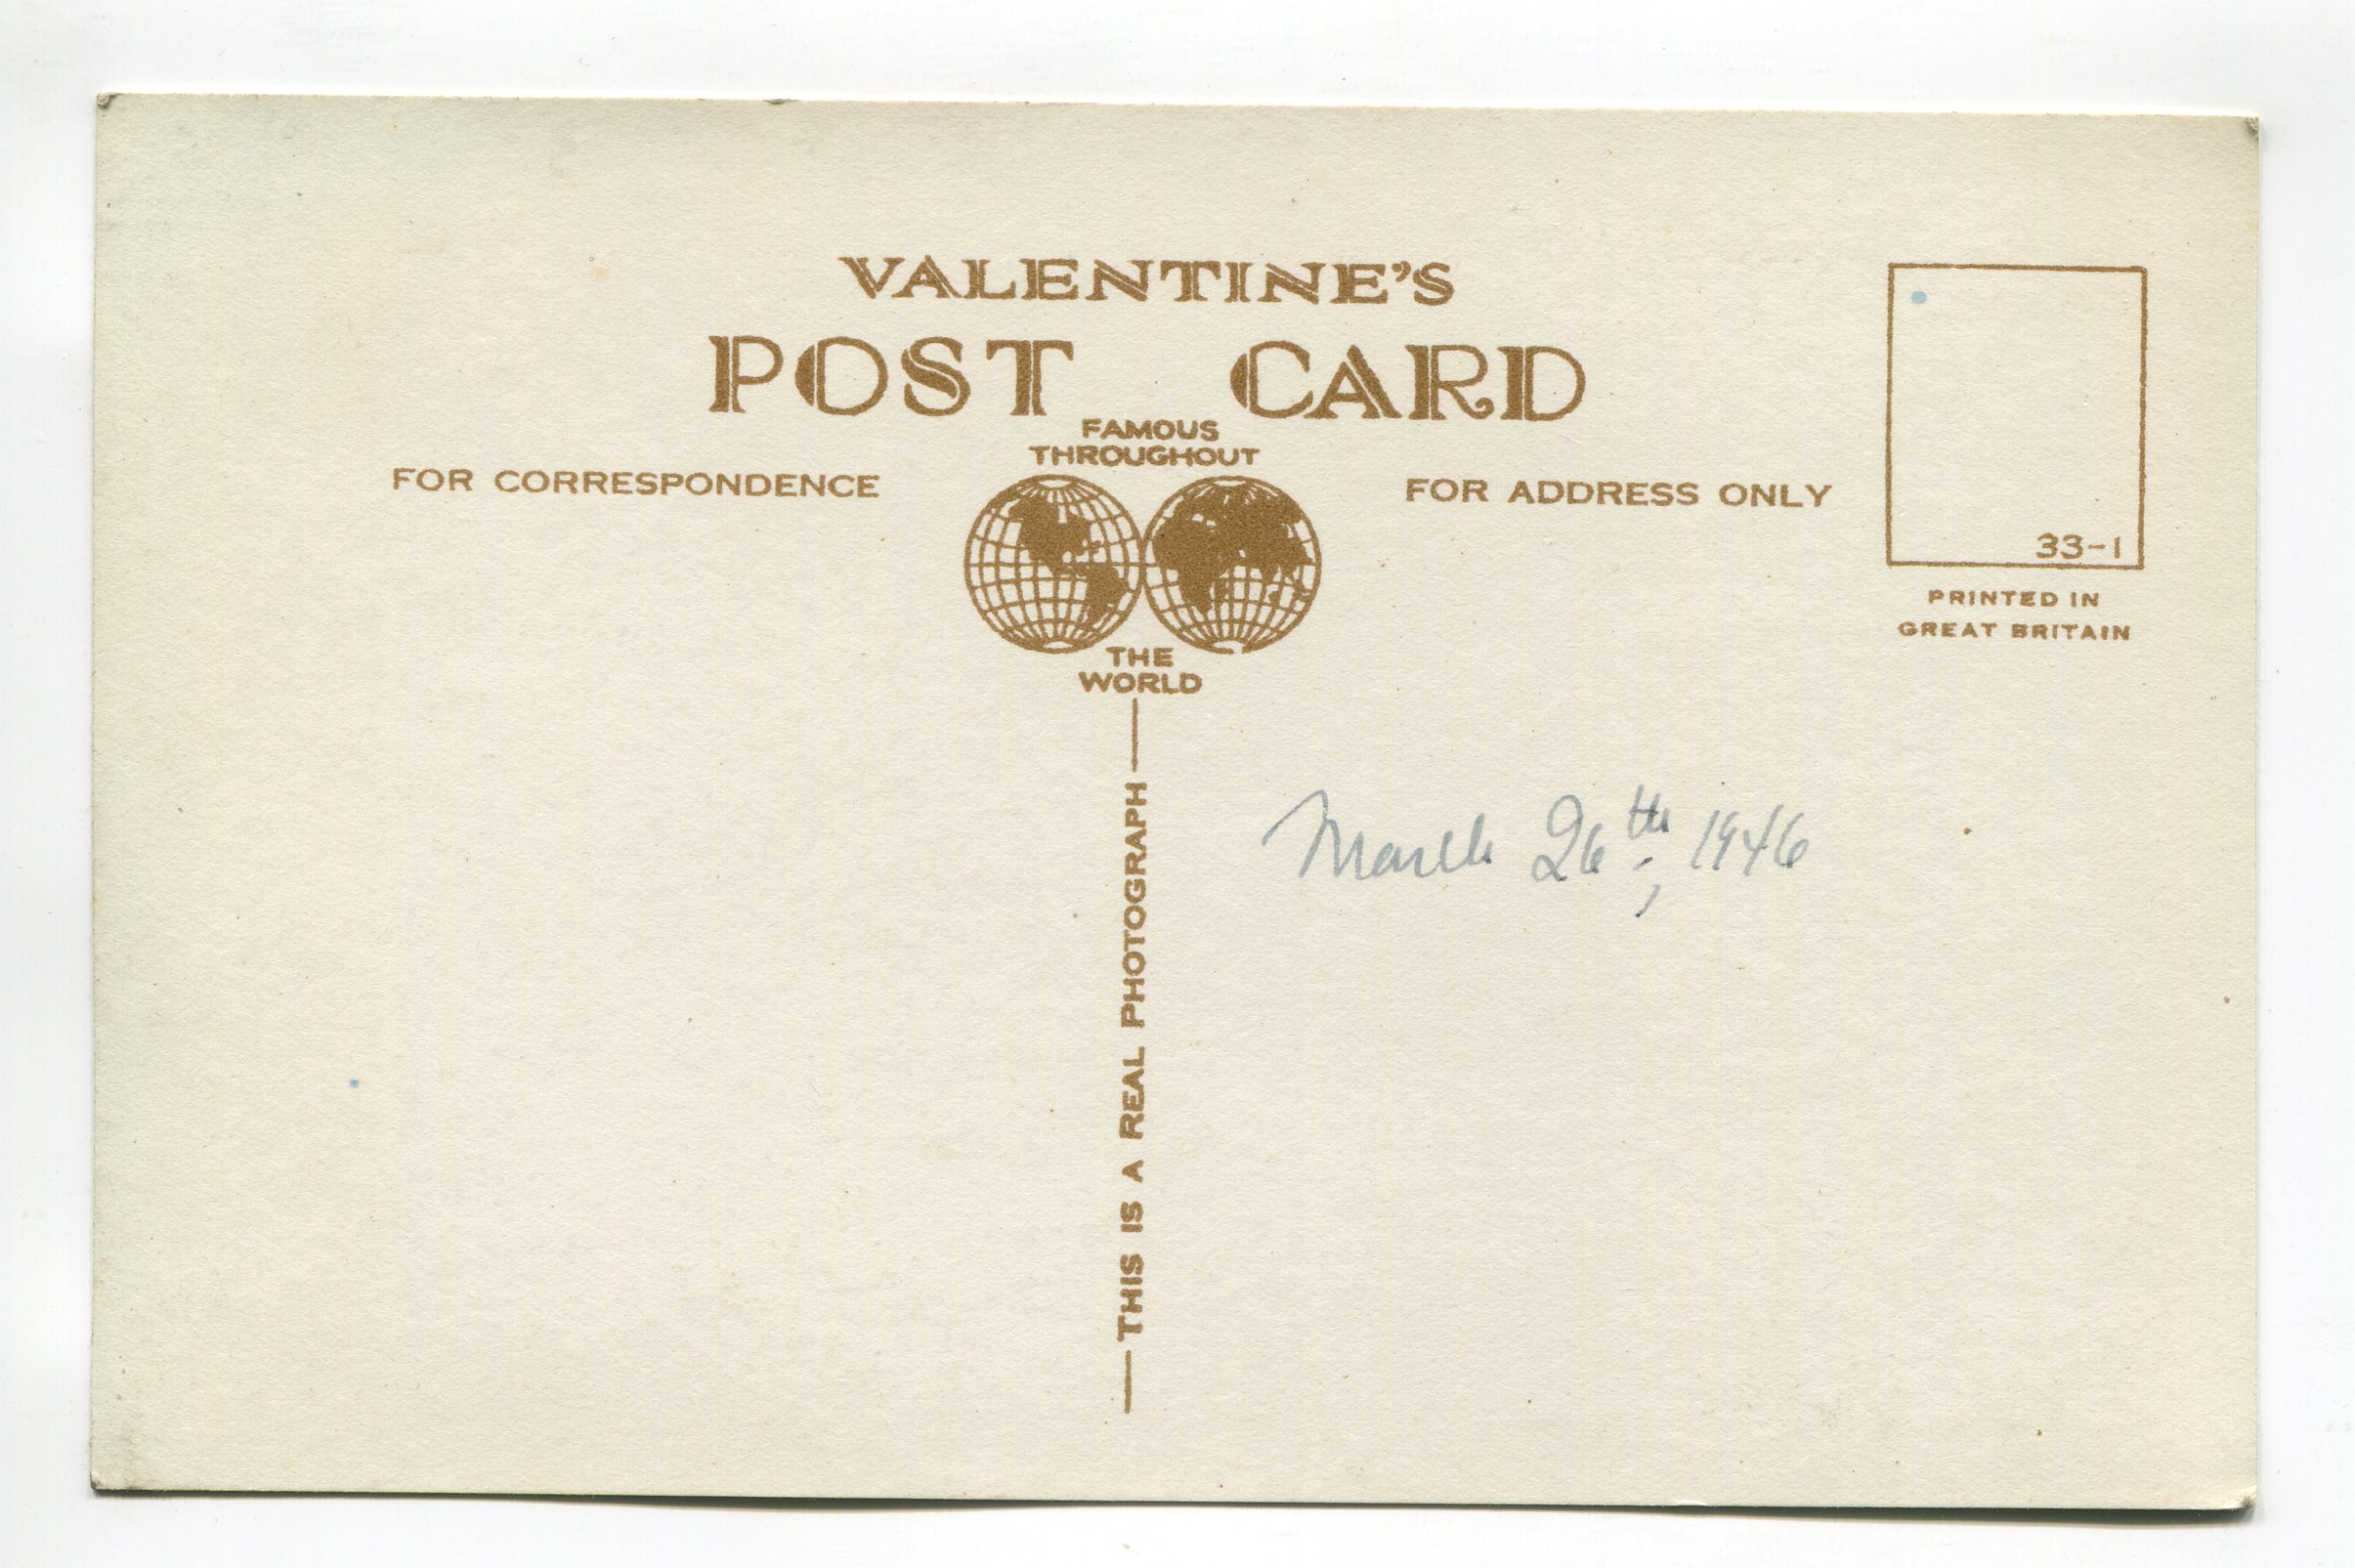 VALENTINE'S
POST CARD
FAMOUS
THROUGHOUT
THE
WORLD
FOR CORRESPONDENCE
FOR ADDRESS ONLY
33-1
PRINTED IN
GREAT BRITAIN
THIS IS A REAL PHOTOGRAPH
March 26th, 1946